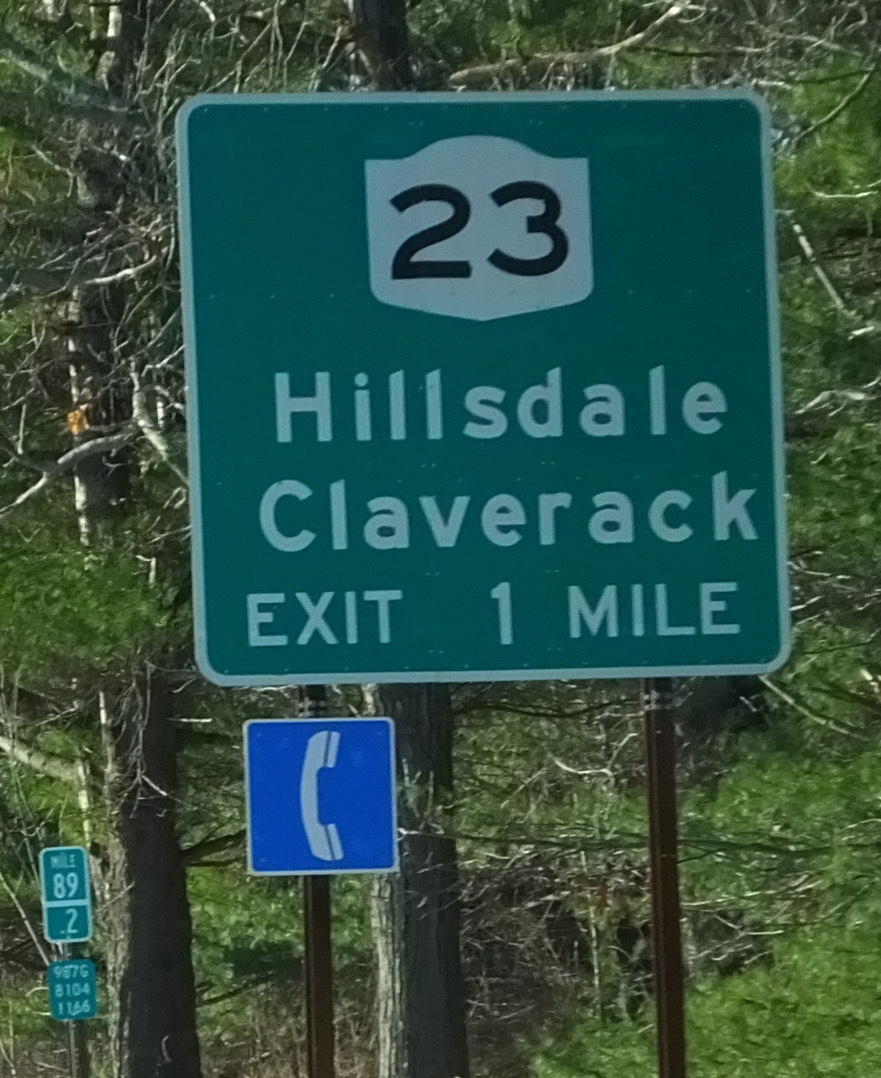 23
Hillsdale
Claverack
EXIT 1 MILE
MILE
89
.2
987G
8104
1166